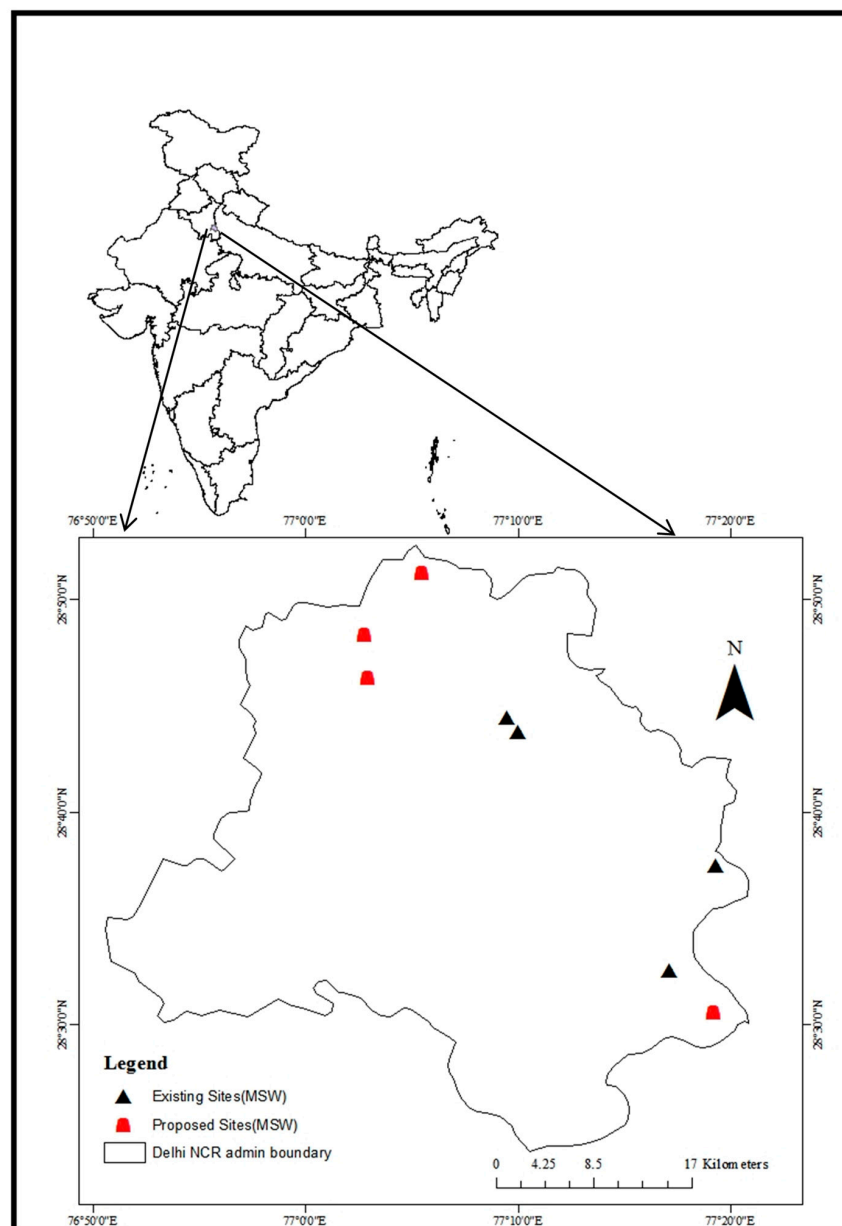 76°50'0"E 77°0'0"E 77°10'0"E 77°20'0"E
28°50'0"N 28°50'0"N
N
28°40'0"N 28°40'0"N
28°30'0"N 28°30'0"N
Legend
Existing Sites(MSW)
Proposed Sites(MSW)
Delhi NCR admin boundary
0 4.25 8.5 17 Kilometers
76°50'0"E 77°0'0"E 77°10'0"E 77°20'0"E